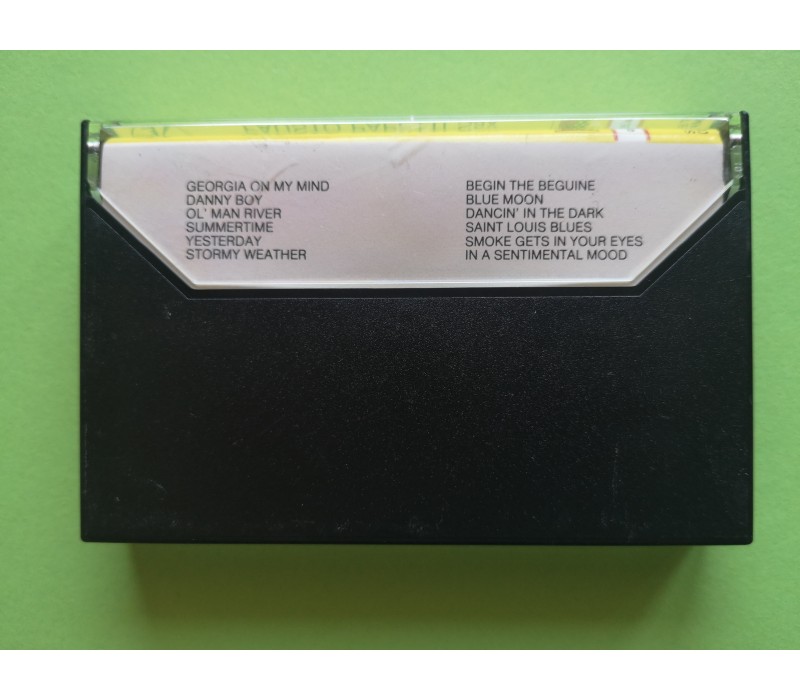 GEORGIA ON MY MIND
DANNY BOY
OL' MAN RIVER
SUMMERTIME
YESTERDAY
STORMY WEATHER
BEGIN THE BEGUINE
BLUE MOON
DANCIN' IN THE DARK
SAINT LOUIS BLUES
SMOKE GETS IN YOUR EYES
IN A SENTIMENTAL MOOD